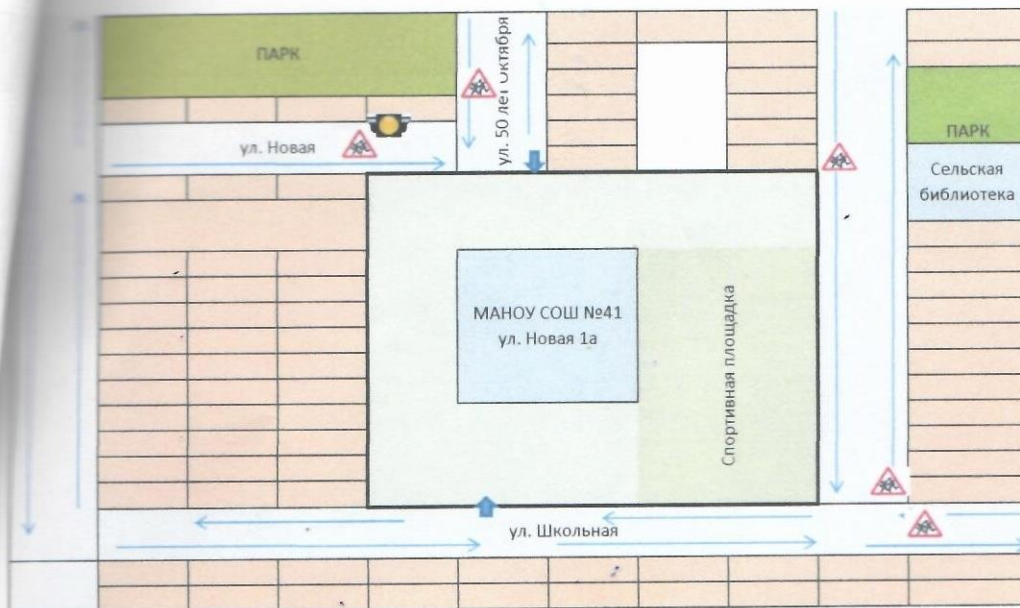 ПАРК
ул. 50 лет Октября
ул. Новая
ПАРК
Сельская
библиотека
МАНОУ СОШ №41
ул. Новая 1а
Спортивная площадка
ул. Школьная